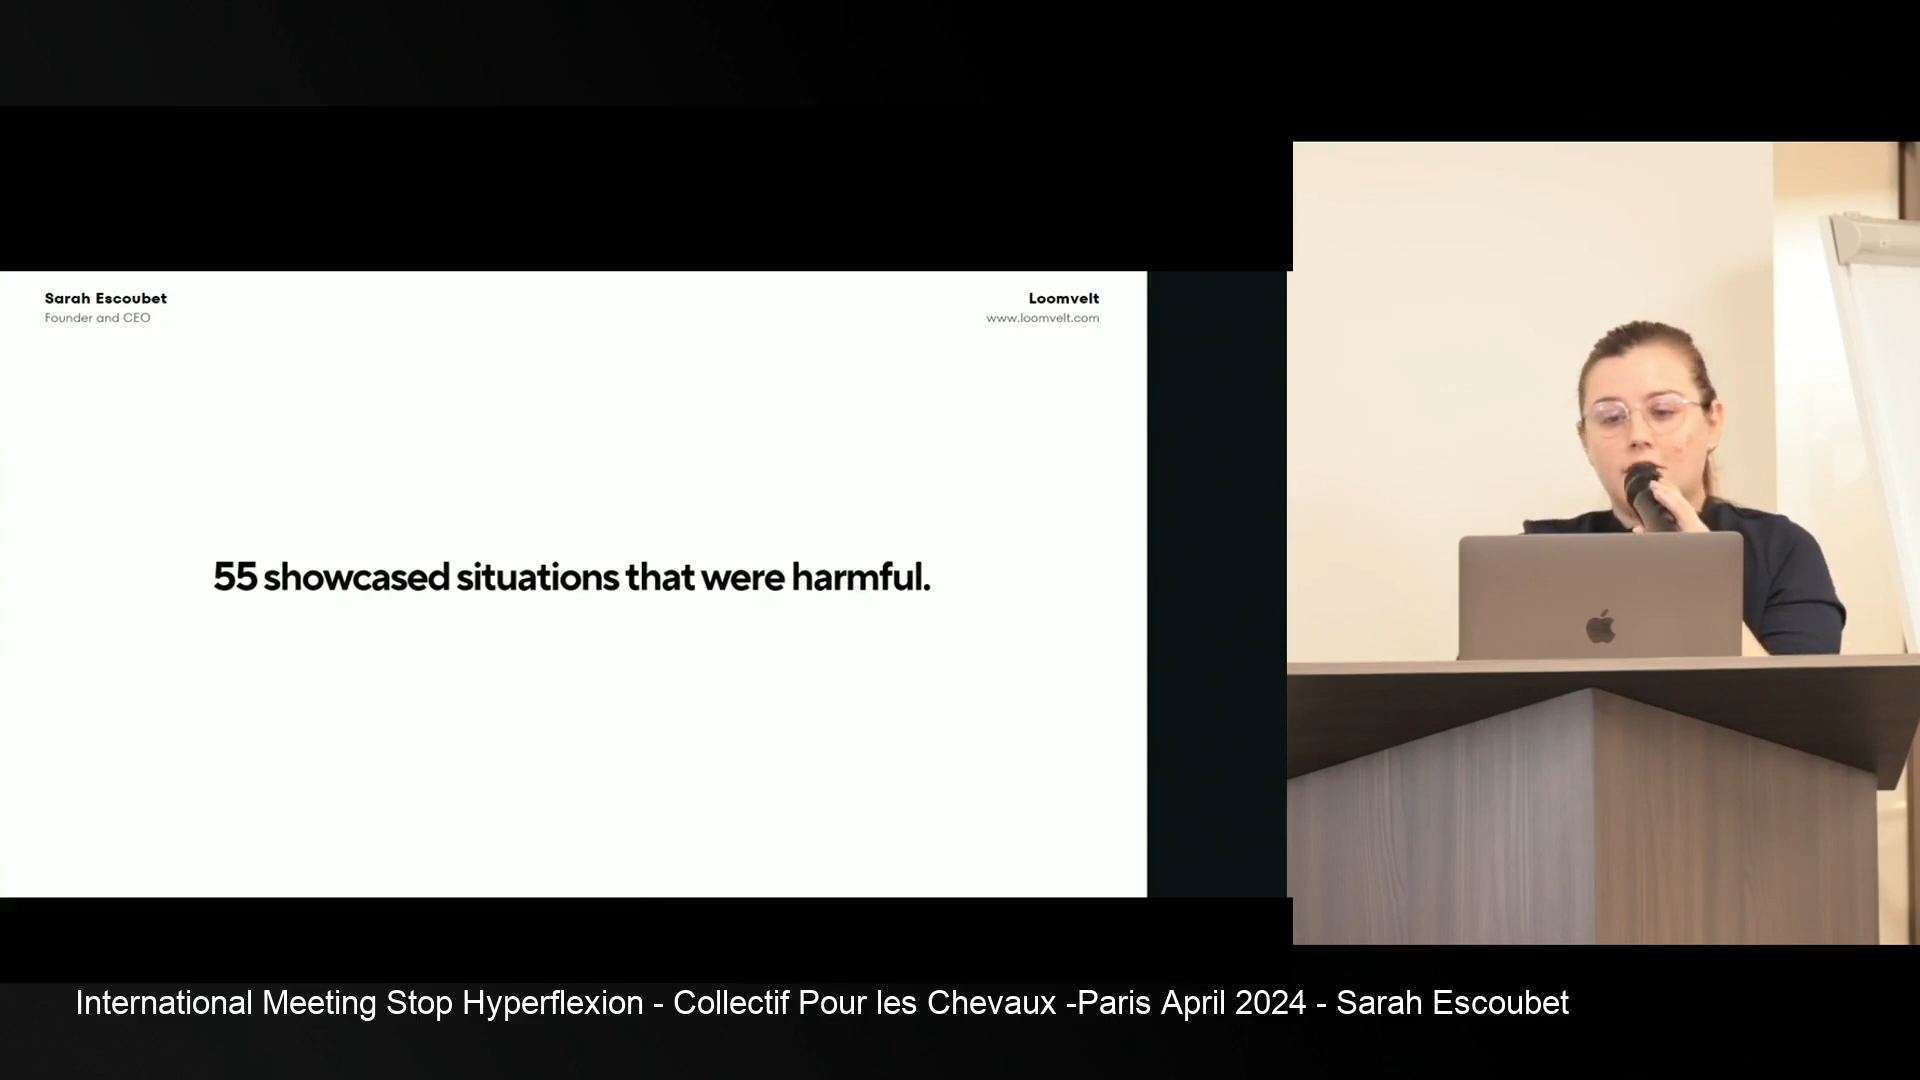 Sarah Escoubet
Founder and CEO
Loomvelt
www.loomvelt.com
55 showcased situations that were harmful.
International Meeting Stop Hyperflexion - Collectif Pour les Chevaux -Paris April 2024 - Sarah Escoubet